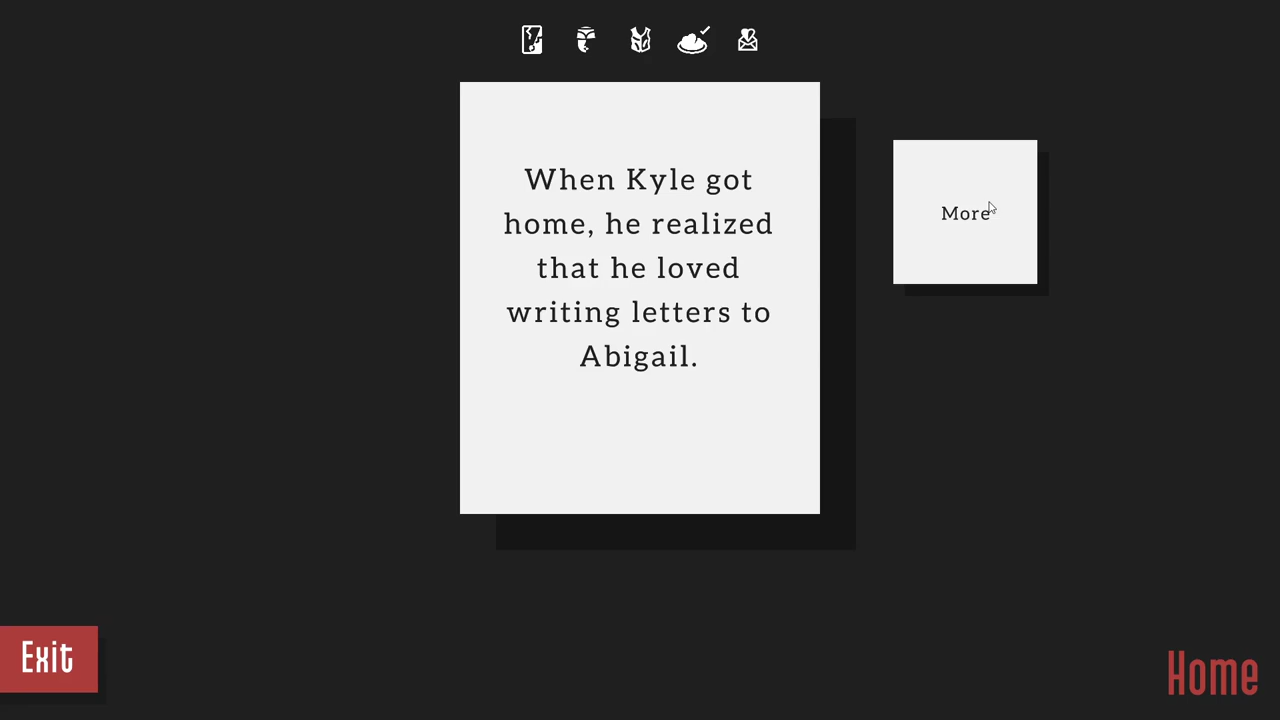 When Kyle got
home, he realized
that he loved
writing letters to
Abigail.
More
Exit
Home